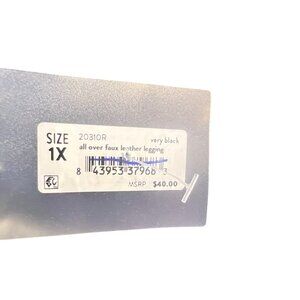 SIZE
1X
20310R
very black
all over faux leather legging
8 43953 37968 3
MSRP $40.00